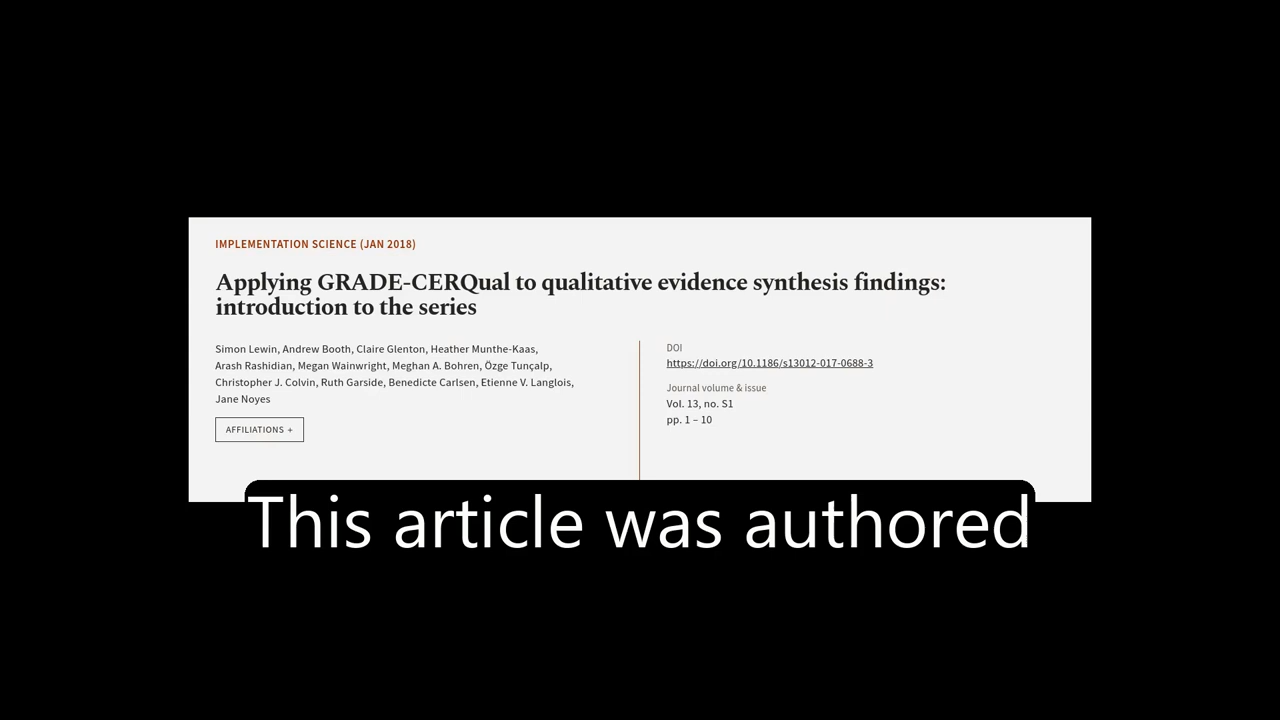 IMPLEMENTATION SCIENCE (JAN 2018)
Applying GRADE-CERQual to qualitative evidence synthesis findings:
introduction to the series
Simon Lewin, Andrew Booth, Claire Glenton, Heather Munthe-Kaas,
Arash Rashidian, Megan Wainwright, Meghan A. Bohren, Özge Tunçalp,
Christopher J. Colvin, Ruth Garside, Benedicte Carlsen, Etienne V. Langlois,
Jane Noyes
AFFILIATIONS +
DOI
https://doi.org/10.1186/s13012-017-0688-3
Journal volume & issue
Vol. 13, no. S1
pp. 1 – 10
This article was authored